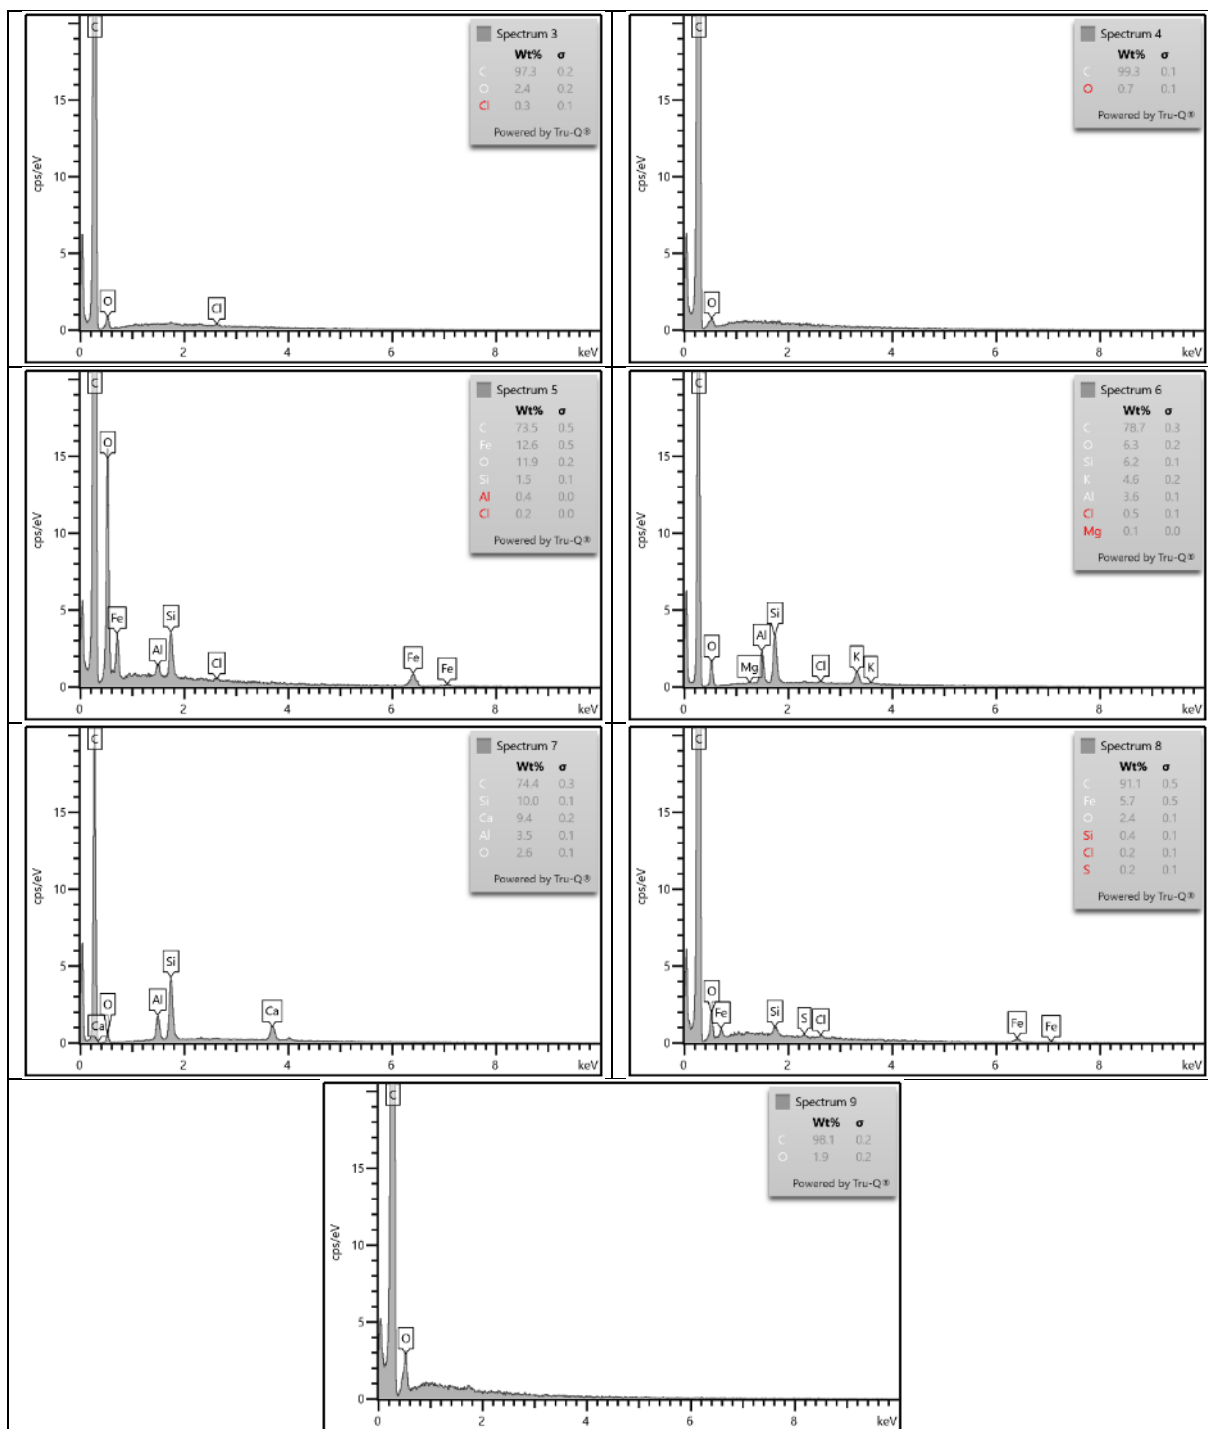 Spectrum 3
Wt% σ
C 97.3 0.2
O 2.4 0.2
Cl 0.3 0.1
Powered by Tru-Q®
C
O
Cl
cps/eV
15
10
5
0
0 2 4 6 8 keV
Spectrum 4
Wt% σ
C 99.3 0.1
O 0.7 0.1
Powered by Tru-Q®
C
O
cps/eV
15
10
5
0
0 2 4 6 8 keV
Spectrum 5
Wt% σ
C 73.5 0.5
Fe 12.6 0.5
O 11.9 0.2
Si 1.5 0.1
Al 0.4 0.0
Cl 0.2 0.0
Powered by Tru-Q®
C
O
Fe
Al
Si
Cl
Fe
Fe
cps/eV
15
10
5
0
0 2 4 6 8 keV
Spectrum 6
Wt% σ
C 78.7 0.3
O 6.3 0.2
Si 6.2 0.1
K 4.6 0.2
Al 3.6 0.1
Cl 0.5 0.1
Mg 0.1 0.0
Powered by Tru-Q®
C
O
Mg
Al
Si
Cl
K
K
cps/eV
15
10
5
0
0 2 4 6 8 keV
Spectrum 7
Wt% σ
C 74.4 0.3
Si 10.0 0.1
Ca 9.4 0.2
Al 3.5 0.1
O 2.6 0.1
Powered by Tru-Q®
C
Ca
O
Al
Si
Ca
cps/eV
15
10
5
0
0 2 4 6 8 keV
Spectrum 8
Wt% σ
C 91.1 0.5
Fe 5.7 0.5
O 2.4 0.1
Si 0.4 0.1
Cl 0.2 0.1
S 0.2 0.1
Powered by Tru-Q®
C
O
Fe
Si
S
Cl
Fe
Fe
cps/eV
15
10
5
0
0 2 4 6 8 keV
Spectrum 9
Wt% σ
C 98.1 0.2
O 1.9 0.2
Powered by Tru-Q®
C
O
cps/eV
15
10
5
0
0 2 4 6 8 keV